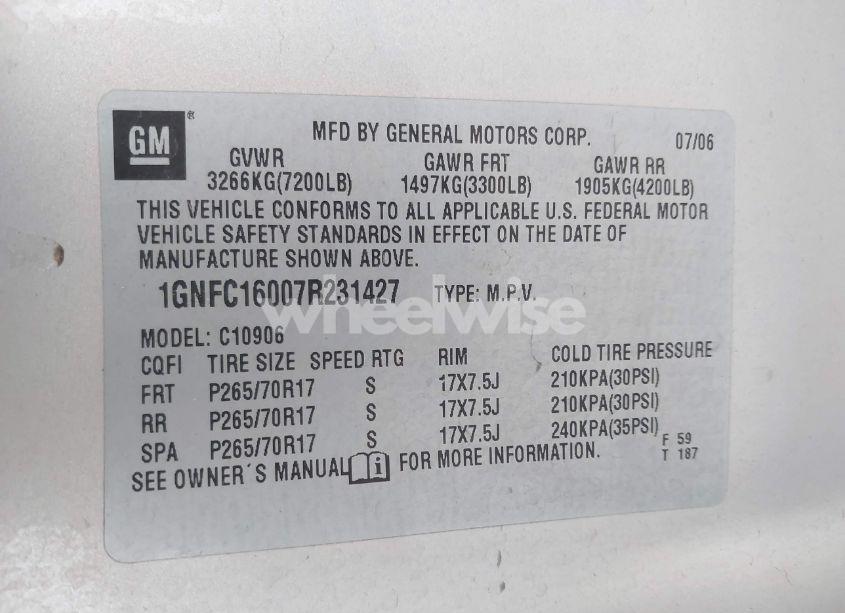 GM®
MFD BY GENERAL MOTORS CORP. 07/06
GVWR GAWR FRT GAWR RR
3266KG(7200LB) 1497KG(3300LB) 1905KG(4200LB)
THIS VEHICLE CONFORMS TO ALL APPLICABLE U.S. FEDERAL MOTOR
VEHICLE SAFETY STANDARDS IN EFFECT ON THE DATE OF
MANUFACTURE SHOWN ABOVE.
1GNFC16007R231427 TYPE: M.P.V.
wheelwise
MODEL: C10906
CQFI TIRE SIZE SPEED RTG RIM COLD TIRE PRESSURE
FRT P265/70R17 S 17X7.5J 210KPA(30PSI)
RR P265/70R17 S 17X7.5J 210KPA(30PSI)
SPA P265/70R17 S 17X7.5J 240KPA(35PSI) F 59
SEE OWNER´S MANUAL FOR MORE INFORMATION. T 187